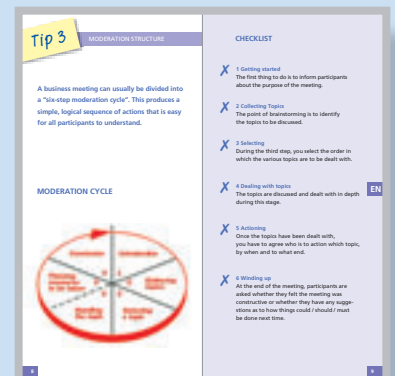 Tip 3
MODERATION STRUCTURE
A business meeting can usually be divided into
a "six-step moderation cycle". This produces a
simple, logical sequence of actions that is easy
for all participants to understand.
MODERATION CYCLE
6
CHECKLIST
✗ 1 Getting started
The first thing to do is to inform participants
about the purpose of the meeting.
✗ 2 Collecting Topics
The point of brainstorming is to identify
the topics to be discussed.
✗ 3 Selecting
During the third step, you select the order in
which the various topics are to be dealt with.
✗ 4 Dealing with topics
The topics are discussed and dealt with in depth
during this stage.
EN
✗ 5 Actioning
Once the topics have been dealt with,
you have to agree who is to action which topic,
by when and to what end.
✗ 6 Winding up
At the end of the meeting, participants are
asked whether they felt the meeting was
constructive or whether they have any sugge-
stions as to how things could / should / must
be done next time.